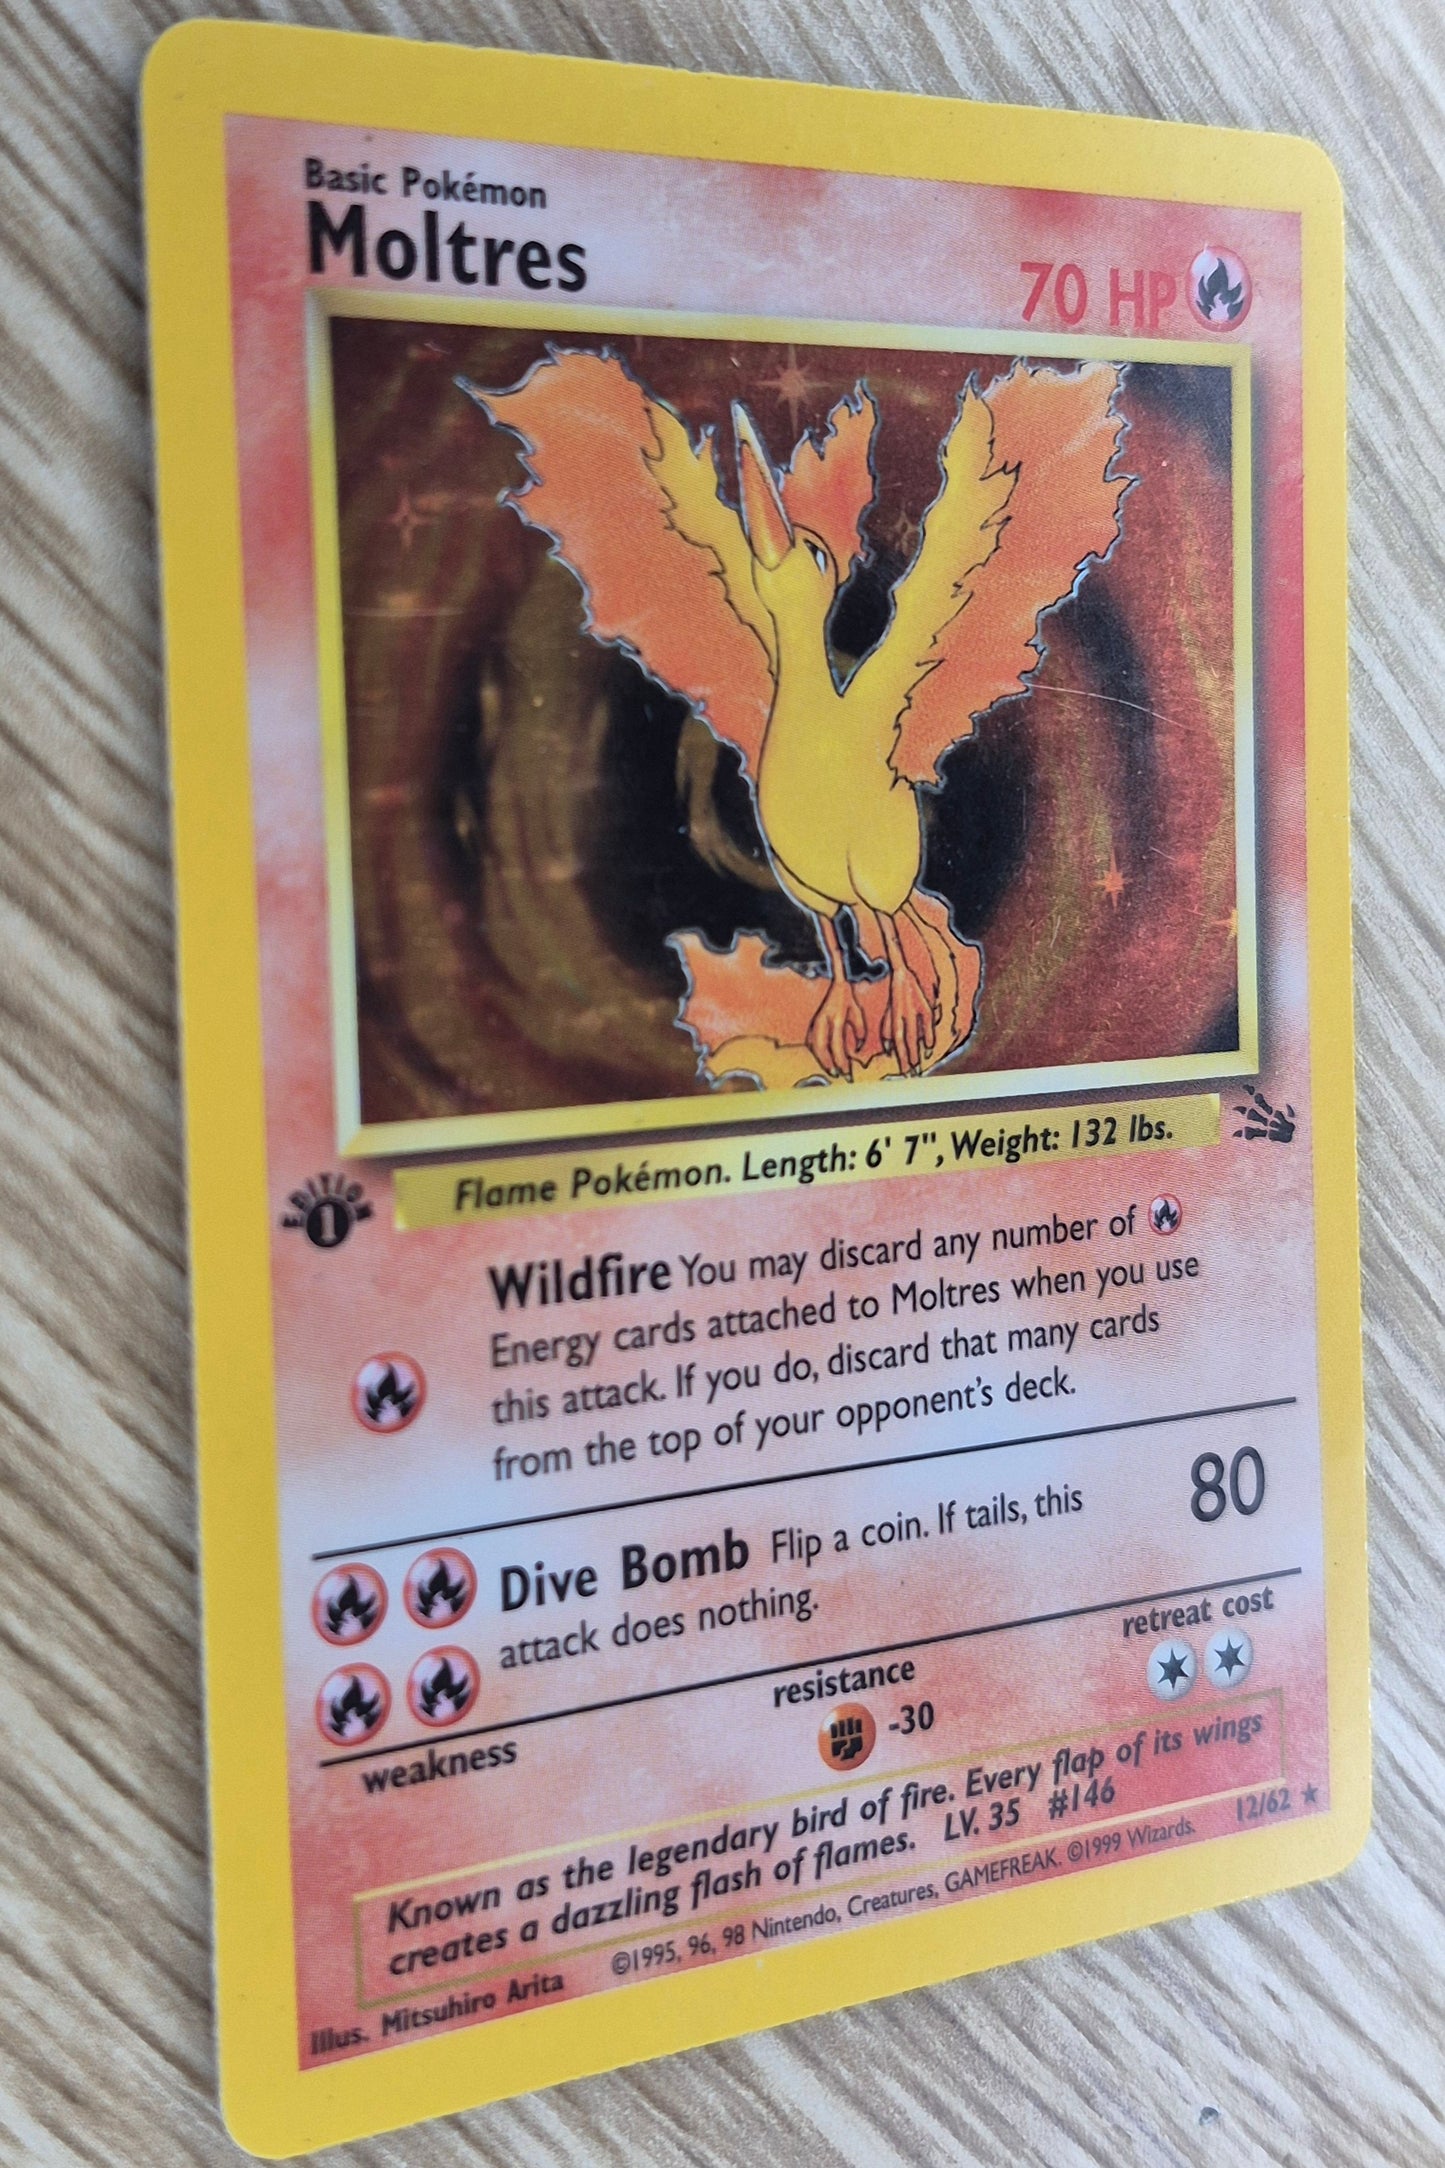 Basic Pokémon
Moltres
70 HP
Flame Pokémon. Length: 6' 7", Weight: 132 lbs.
EDITION
1
Wildfire You may discard any number of
Energy cards attached to Moltres when you use
this attack. If you do, discard that many cards
from the top of your opponent's deck.
Dive Bomb Flip a coin. If tails, this
attack does nothing.
80
weakness
resistance
-30
retreat cost
Known as the legendary bird of fire. Every flap of its wings
creates a dazzling flash of flames. LV. 35 #146
Illus. Mitsuhiro Arita
©1995, 96, 98 Nintendo, Creatures, GAMEFREAK. ©1999 Wizards.
12/62 ★